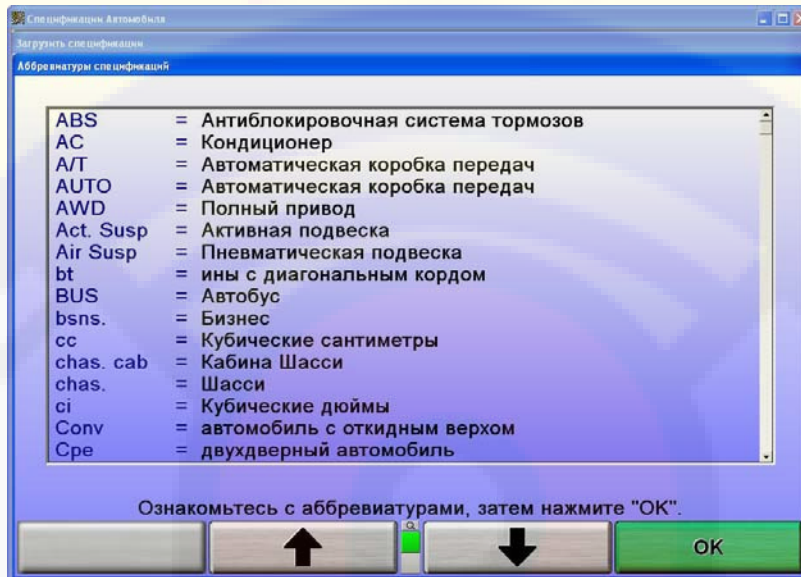 Спецификации Автомобиля
Загрузить спецификации
Аббревиатуры спецификаций
ABS = Антиблокировочная система тормозов
AC = Кондиционер
A/T = Автоматическая коробка передач
AUTO = Автоматическая коробка передач
AWD = Полный привод
Act. Susp = Активная подвеска
Air Susp = Пневматическая подвеска
bt = ины с диагональным кордом
BUS = Автобус
bsns. = Бизнес
cc = Кубические сантиметры
chas. cab = Кабина Шасси
chas. = Шасси
ci = Кубические дюймы
Conv = автомобиль с откидным верхом
Cpe = двухдверный автомобиль
Ознакомьтесь с аббревиатурами, затем нажмите "OK".
OK